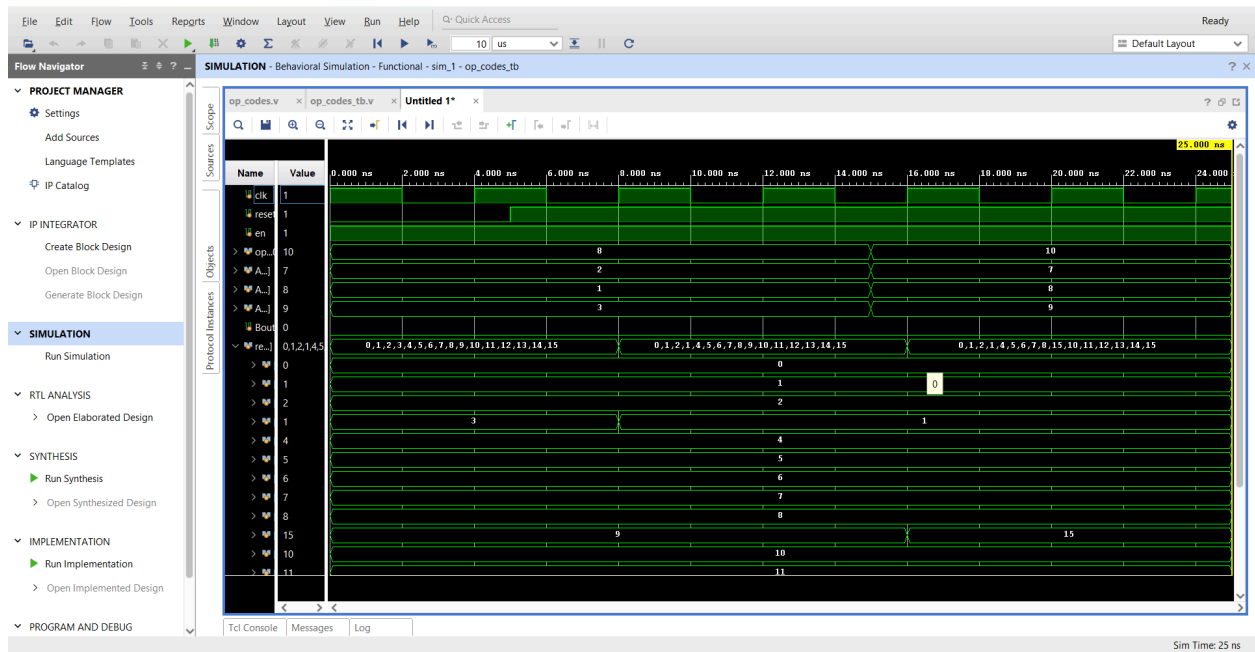 File Edit Flow Tools Reports Window Layout View Run Help Q- Quick Access Ready
10 us Default Layout
Flow Navigator ? _ SIMULATION - Behavioral Simulation - Functional - sim_1 - op_codes_tb ? ×
PROJECT MANAGER
Settings
Add Sources
Language Templates
IP Catalog
IP INTEGRATOR
Create Block Design
Open Block Design
Generate Block Design
SIMULATION
Run Simulation
RTL ANALYSIS
Open Elaborated Design
SYNTHESIS
Run Synthesis
Open Synthesized Design
IMPLEMENTATION
Run Implementation
Open Implemented Design
PROGRAM AND DEBUG
Scope
Sources
Objects
Protocol Instances
op_codes.v × op_codes_tb.v × Untitled 1* ×
25.000 ns
Name Value 0.000 ns 2.000 ns 4.000 ns 6.000 ns 8.000 ns 10.000 ns 12.000 ns 14.000 ns 16.000 ns 18.000 ns 20.000 ns 22.000 ns 24.000
clk 1
reset 1
en 1
10 8 10
A...] 7 2 7
A...] 8 1 8
A...] 9 3 9
Bout 0
re...] 0,1,2,1,4,5 0,1,2,3,4,5,6,7,8,9,10,11,12,13,14,15 0,1,2,1,4,5,6,7,8,9,10,11,12,13,14,15 0,1,2,1,4,5,6,7,8,15,10,11,12,13,14,15
0 0
1 1 0
2 2
1 3 1
4 4
5 5
6 6
7 7
8 8
15 9 15
10 10
11 11
Tcl Console Messages Log
Sim Time: 25 ns